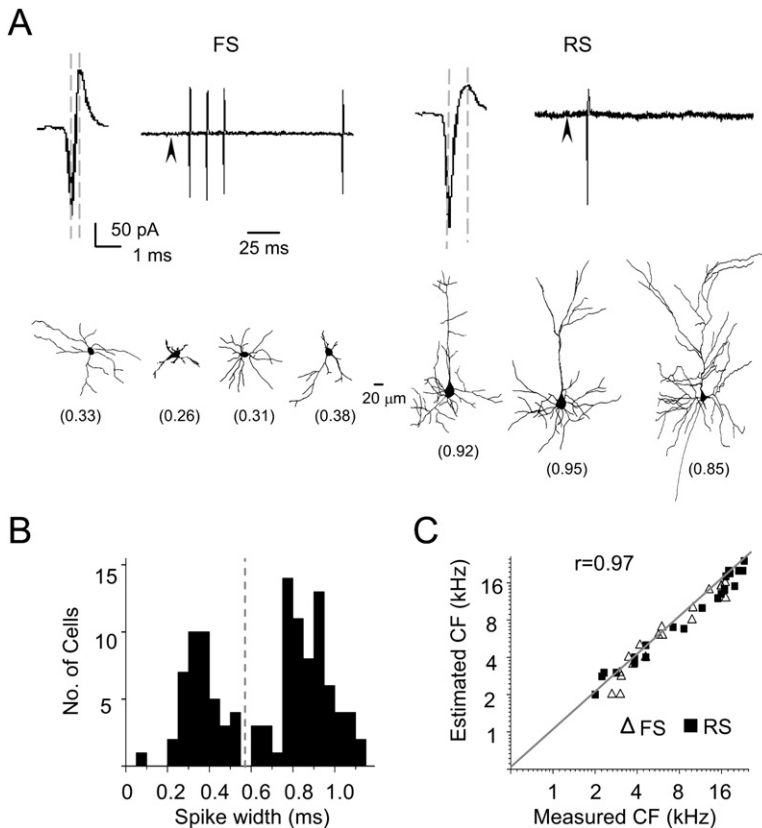 A
FS
RS
50 pA
1 ms
25 ms
20 μm
(0.33)
(0.26)
(0.31)
(0.38)
(0.92)
(0.95)
(0.85)
B
No. of Cells
15
10
5
0 0.2 0.4 0.6 0.8 1.0
Spike width (ms)
C
r=0.97
Estimated CF (kHz)
16
8
4
2
1
FS RS
1 2 4 8 16
Measured CF (kHz)